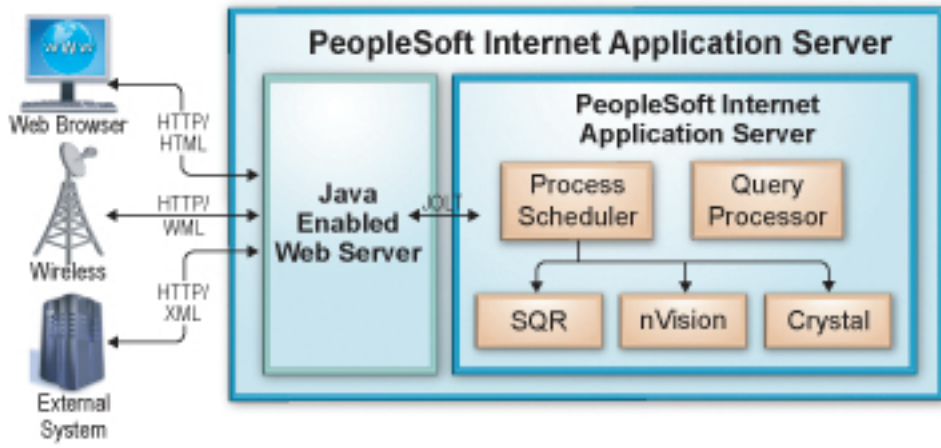 PeopleSoft Internet Application Server
Web Browser
HTTP/
HTML
Wireless
HTTP/
WML
External
System
HTTP/
XML
Java
Enabled
Web Server
JOLT
PeopleSoft Internet
Application Server
Process
Scheduler
Query
Processor
SQR
nVision
Crystal